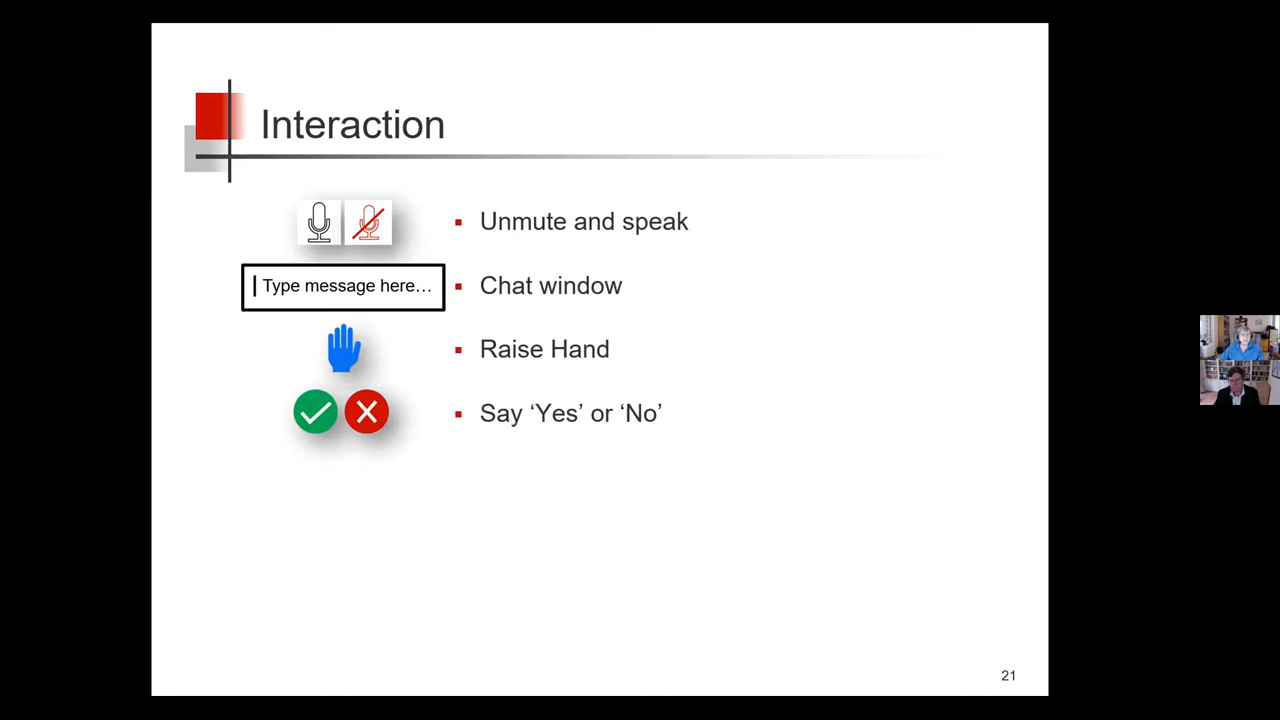 Interaction
Unmute and speak
Type message here…
Chat window
Raise Hand
Say ‘Yes’ or ‘No’
21